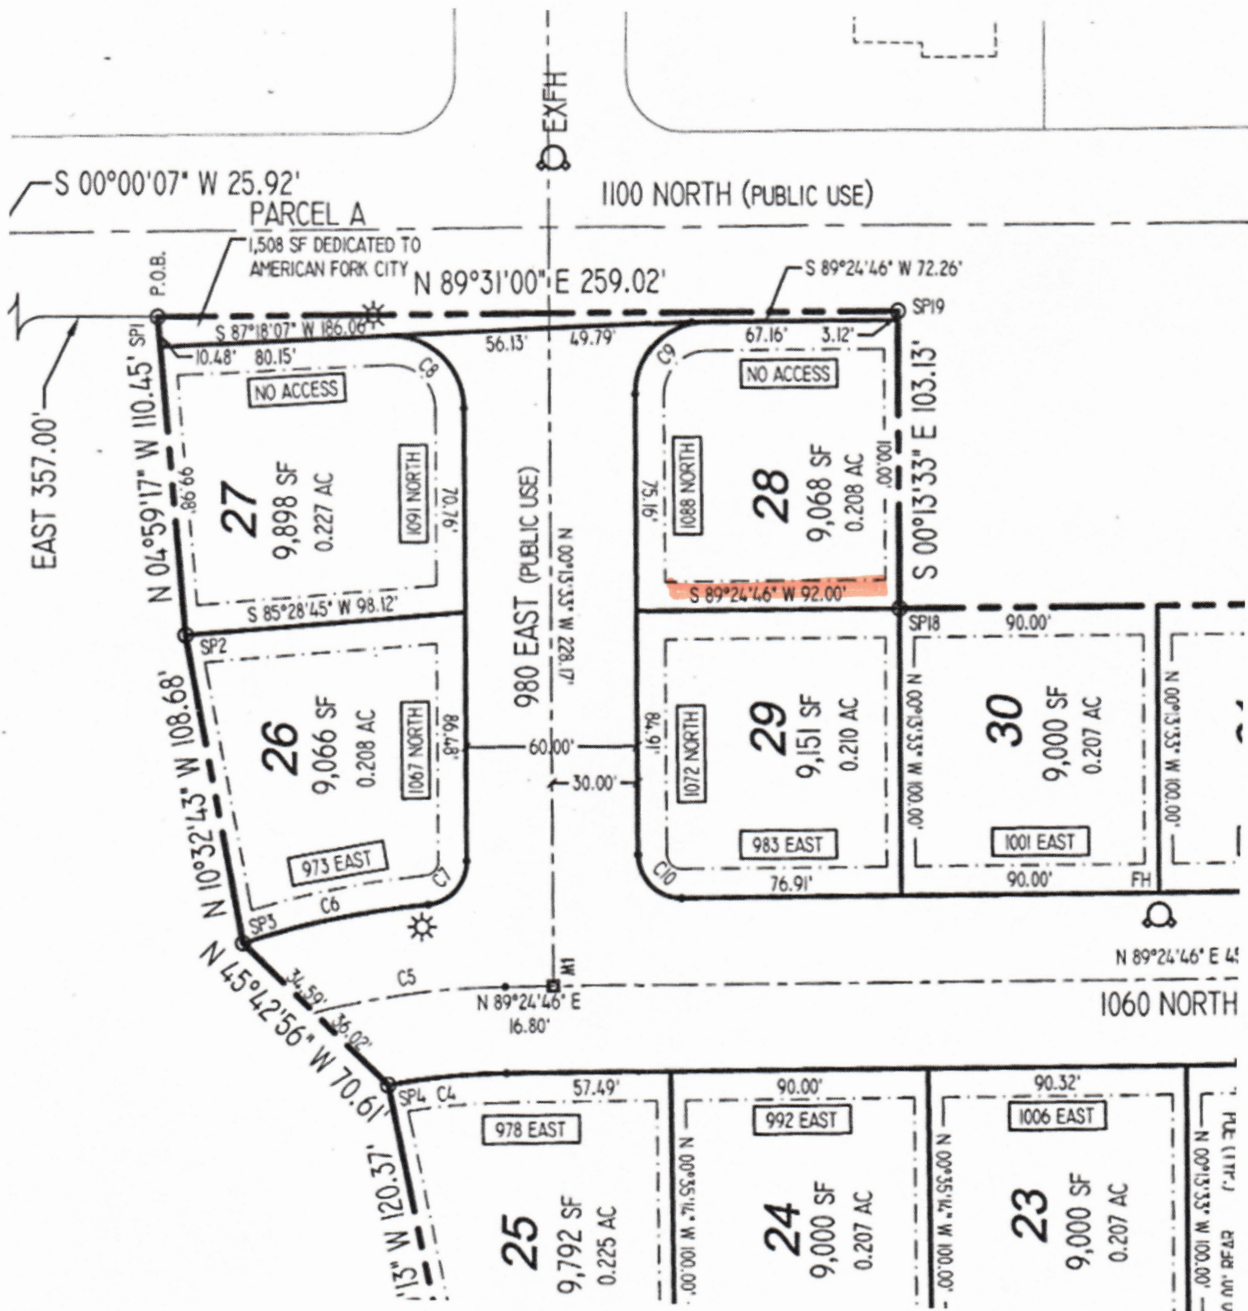 EXFH
S 00°00'07" W 25.92'
1100 NORTH (PUBLIC USE)
PARCEL A
1,508 SF DEDICATED TO
AMERICAN FORK CITY
P.O.B.
N 89°31'00" E 259.02'
S 89°24'46" W 72.26'
SP1
SP19
S 87°18'07" W 186.06'
10.48'
80.15'
56.13'
49.79'
67.16'
3.12'
C8
C9
NO ACCESS
NO ACCESS
EAST 357.00'
N 04°59'17" W 110.45'
99.98'
27
9,898 SF
0.227 AC
1091 NORTH
70.76'
980 EAST (PUBLIC USE)
N 00°13'33" W 228.17'
75.16'
1088 NORTH
28
9,068 SF
0.208 AC
100.00'
S 00°13'33" E 103.13'
S 85°28'45" W 98.12'
S 89°24'46" W 92.00'
SP2
SP18
90.00'
N 10°32'43" W 108.68'
26
9,066 SF
0.208 AC
1067 NORTH
86.48'
60.00'
30.00'
84.91'
1072 NORTH
29
9,151 SF
0.210 AC
N 00°13'33" W 100.00'
30
9,000 SF
0.207 AC
N 00°13'33" W 100.00'
973 EAST
983 EAST
1001 EAST
C7
C10
76.91'
90.00'
FH
C6
SP3
N 45°42'56" W 70.61'
34.59'
36.02'
C5
W1
N 89°24'46" E
16.80'
N 89°24'46" E 45
1060 NORTH
SP4
C4
57.49'
90.00'
90.32'
978 EAST
992 EAST
1006 EAST
13" W 120.37'
25
9,792 SF
0.225 AC
N 00°35'14" W 100.00'
24
9,000 SF
0.207 AC
N 00°35'14" W 100.00'
23
9,000 SF
0.207 AC
N 00°13'33" W 100.00'